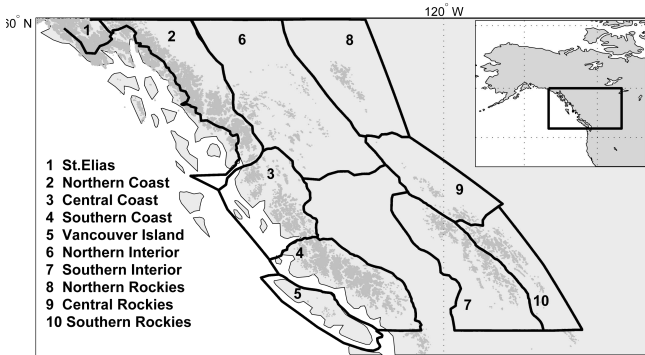 60° N
120° W
1
2
6
8
3
9
4
5
7
10
1 St.Elias
2 Northern Coast
3 Central Coast
4 Southern Coast
5 Vancouver Island
6 Northern Interior
7 Southern Interior
8 Northern Rockies
9 Central Rockies
10 Southern Rockies